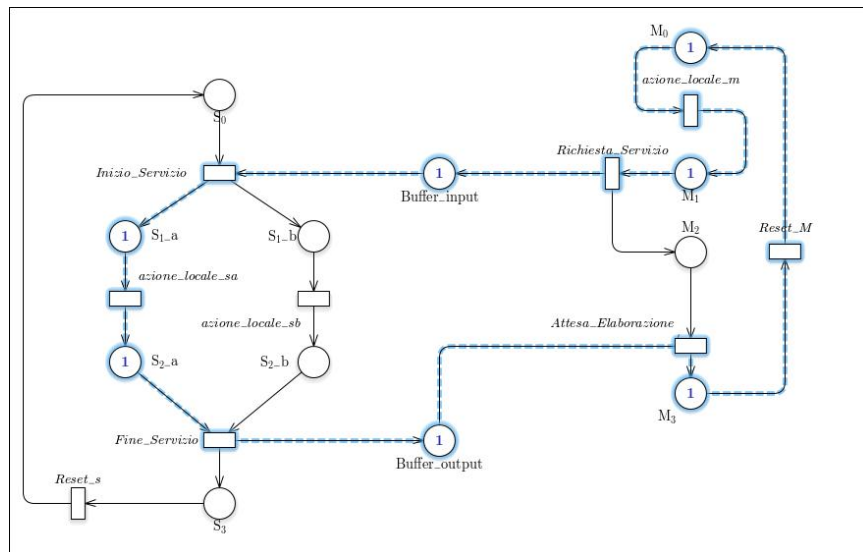 M₀
1
azione_locale_m
S₀
Richiesta_Servizio
Inizio_Servizio
1
Buffer_input
1
M₁
1
S₁_a
S₁_b
M₂
Reset_M
azione_locale_sa
azione_locale_sb
Attesa_Elaborazione
1
S₂_a
S₂_b
1
M₃
Fine_Servizio
1
Buffer_output
Reset_s
S₃